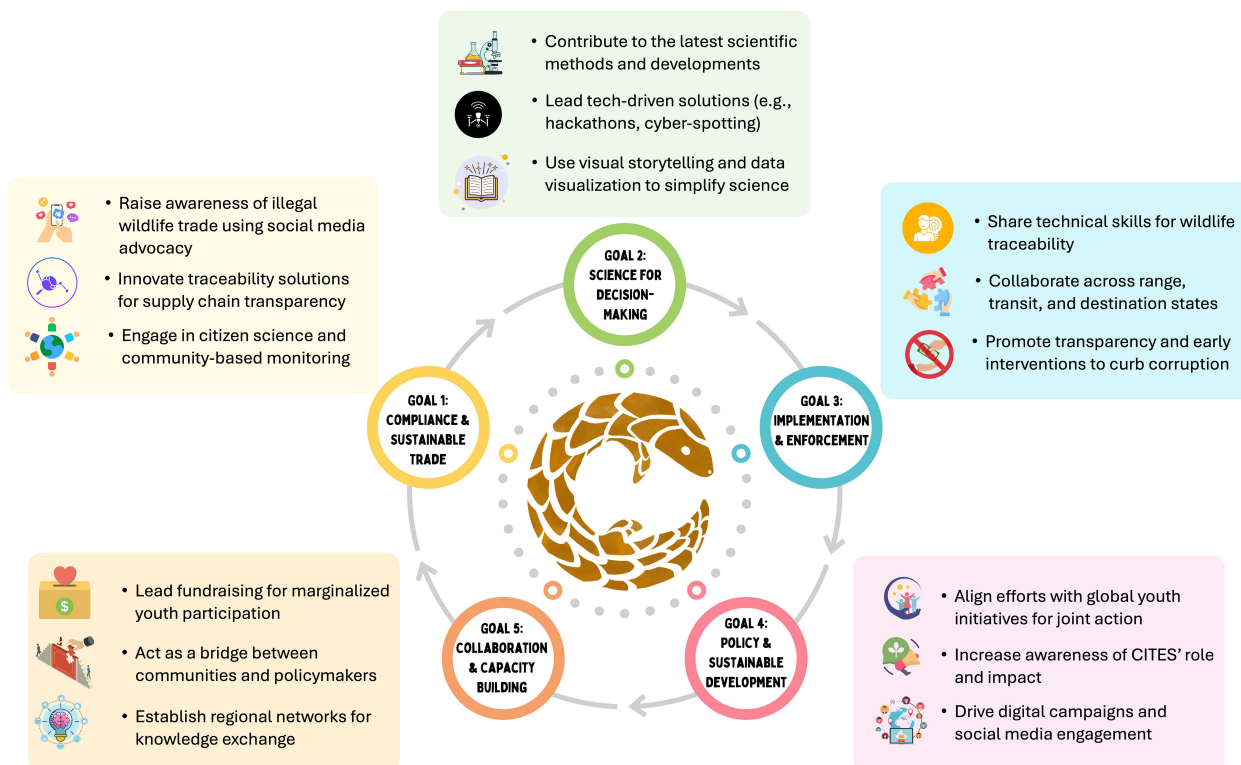 • Contribute to the latest scientific
methods and developments
• Lead tech-driven solutions (e.g.,
hackathons, cyber-spotting)
• Use visual storytelling and data
visualization to simplify science
• Raise awareness of illegal
wildlife trade using social media
advocacy
• Innovate traceability solutions
for supply chain transparency
• Engage in citizen science and
community-based monitoring
• Share technical skills for wildlife
traceability
• Collaborate across range,
transit, and destination states
• Promote transparency and early
interventions to curb corruption
GOAL 2:
SCIENCE FOR
DECISION-
MAKING
GOAL 1:
COMPLIANCE &
SUSTAINABLE
TRADE
GOAL 3:
IMPLEMENTATION
& ENFORCEMENT
GOAL 5:
COLLABORATION
& CAPACITY
BUILDING
GOAL 4:
POLICY &
SUSTAINABLE
DEVELOPMENT
$
• Lead fundraising for marginalized
youth participation
• Act as a bridge between
communities and policymakers
• Establish regional networks for
knowledge exchange
• Align efforts with global youth
initiatives for joint action
• Increase awareness of CITES’ role
and impact
• Drive digital campaigns and
social media engagement